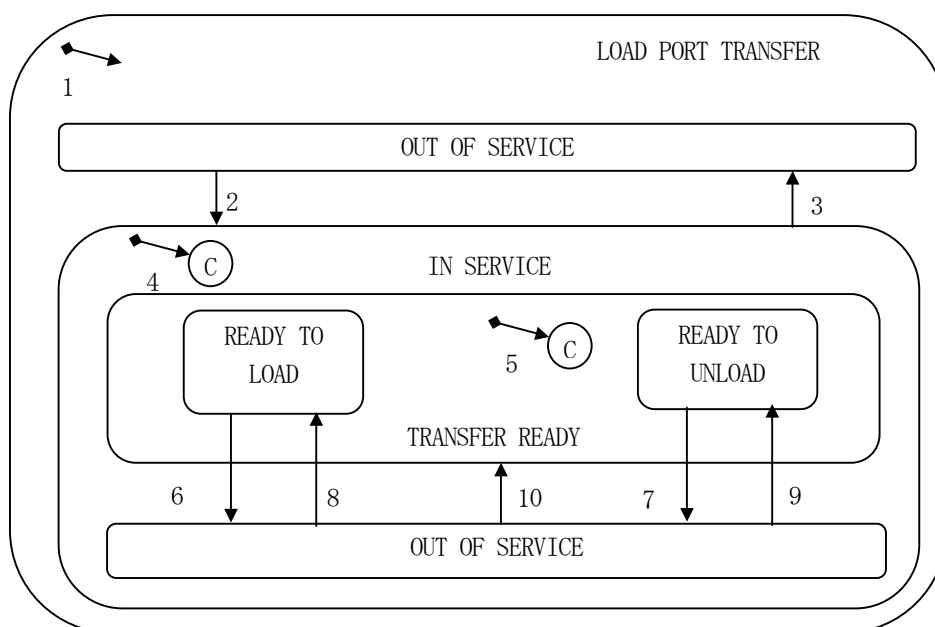 LOAD PORT TRANSFER
1
OUT OF SERVICE
2
3
C
IN SERVICE
4
READY TO
LOAD
5
C
READY TO
UNLOAD
TRANSFER READY
6
8
10
7
9
OUT OF SERVICE